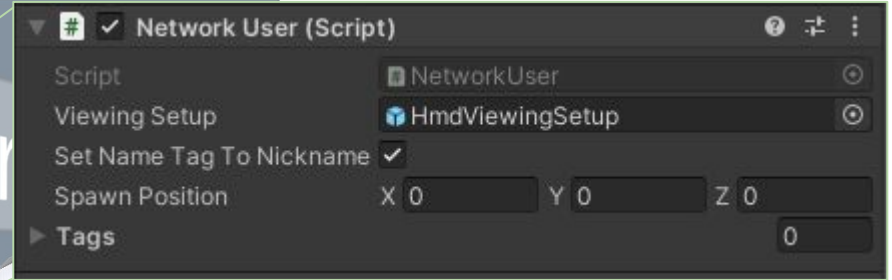 # Network User (Script)
Script # NetworkUser
Viewing Setup HmdViewingSetup
Set Name Tag To Nickname
Spawn Position X 0 Y 0 Z 0
Tags 0